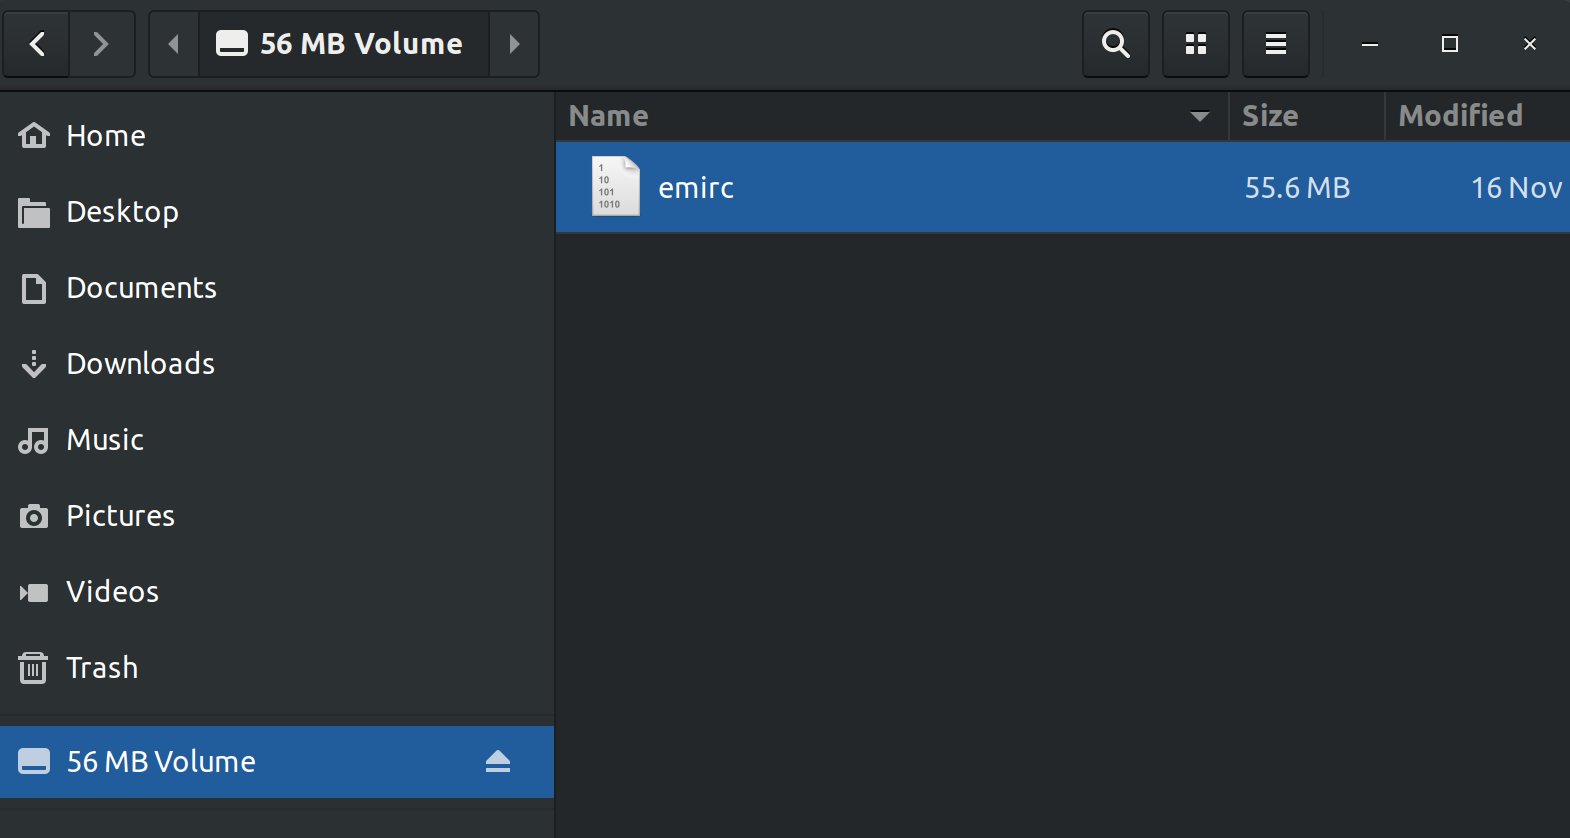 56 MB Volume
Name Size Modified
1
10
101
1010
emirc 55.6 MB 16 Nov
Home
Desktop
Documents
Downloads
Music
Pictures
Videos
Trash
56 MB Volume